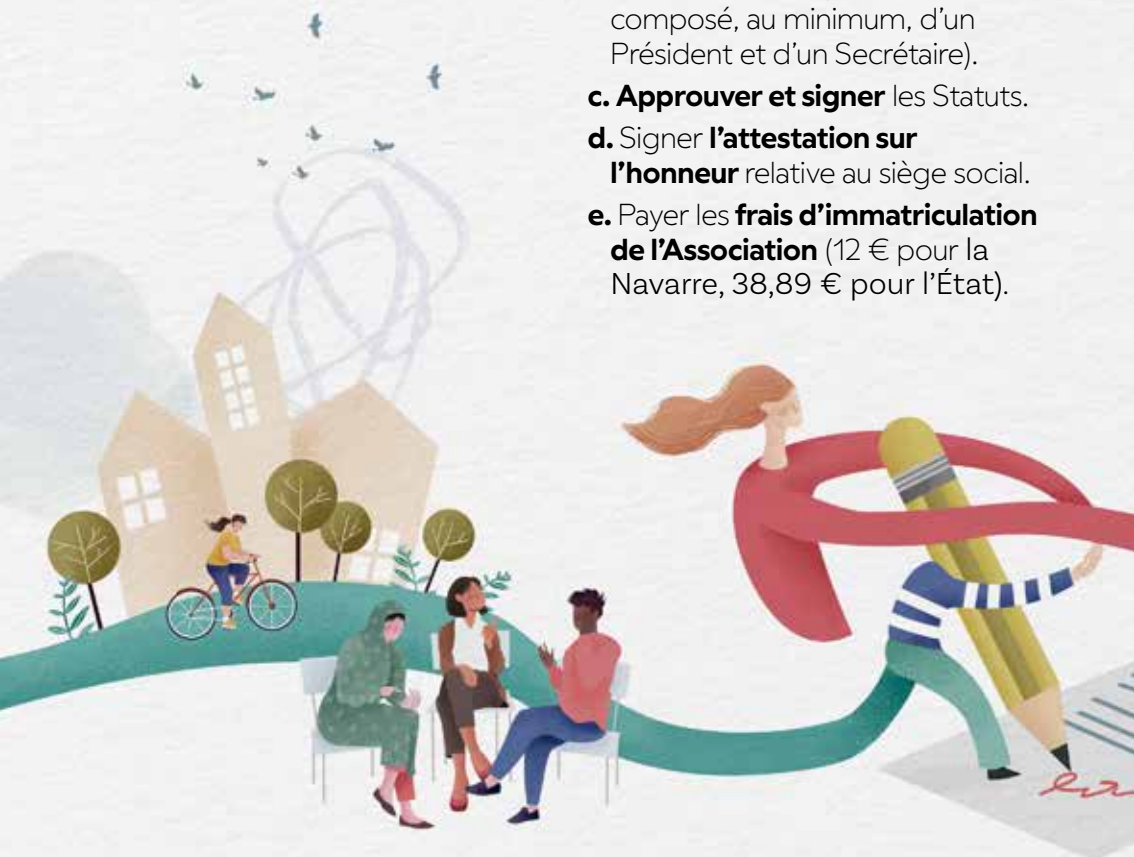 composé, au minimum, d'un
Président et d'un Secrétaire).
c. Approuver et signer les Statuts.
d. Signer l'attestation sur
l'honneur relative au siège social.
e. Payer les frais d'immatriculation
de l'Association (12 € pour la
Navarre, 38,89 € pour l'État).